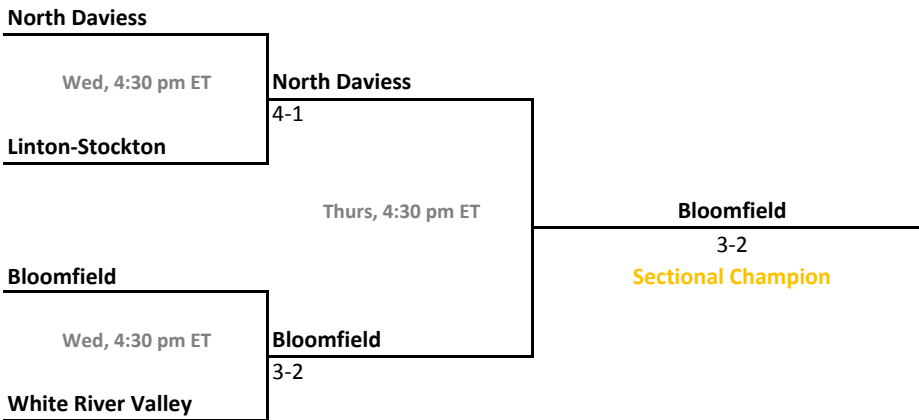 North Daviess
Wed, 4:30 pm ET
North Daviess
4-1
Linton-Stockton
Thurs, 4:30 pm ET
Bloomfield
3-2
Sectional Champion
Bloomfield
Wed, 4:30 pm ET
Bloomfield
3-2
White River Valley